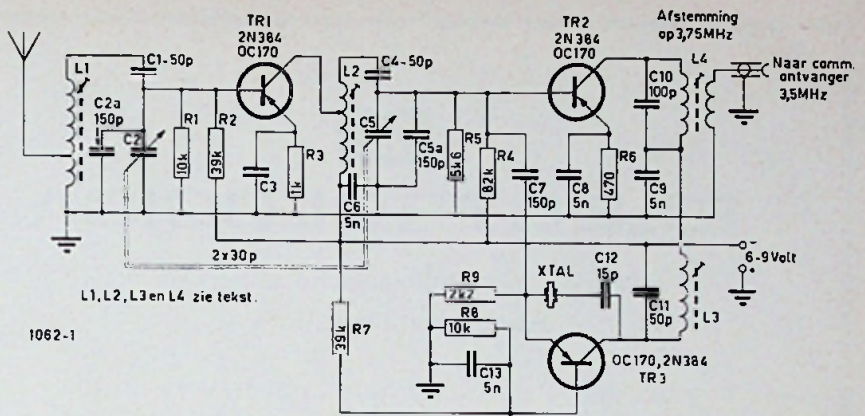 TR1
2N384
OC170
TR2
2N384
OC170
Afstemming
op 3,75MHz
L1
C1-50p
L2
C4-50p
C10
100p
L4
Naar comm.
ontvanger
3,5MHz
C2a
150p
C2
R1
10k
R2
39k
C3
R3
1k
C5
C5a
150p
R5
5k6
R4
82k
C7
150p
C8
5n
R6
470
C9
5n
C6
5n
2x30p
6-9Volt
-
+
L1, L2, L3 en L4 zie tekst.
1062-1
R7
39k
R9
2k2
R8
10k
C13
5n
XTAL
C12
15p
C11
50p
L3
OC170, 2N384
TR3